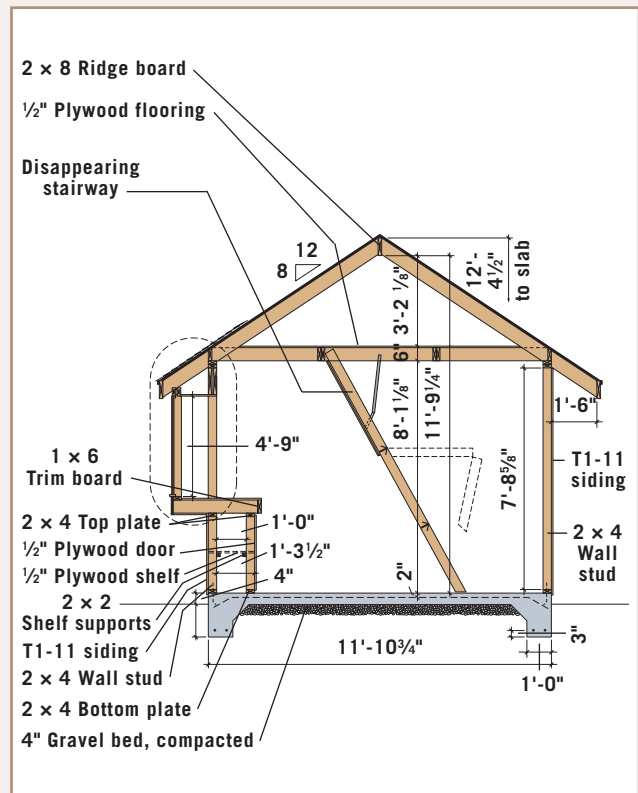 2 × 8 Ridge board
½" Plywood flooring
Disappearing
stairway
12
8
12'-
4½"
to slab
3'-2 ⅛"
6"
8'-1⅛"
11'-9¼"
1'-6"
4'-9"
7'-8⅝"
1 × 6
Trim board
T1-11
siding
2 × 4 Top plate
1'-0"
2 × 4
Wall
stud
½" Plywood door
1'-3½"
½" Plywood shelf
4"
2"
2 × 2
Shelf supports
T1-11 siding
11'-10¾"
3"
2 × 4 Wall stud
1'-0"
2 × 4 Bottom plate
4" Gravel bed, compacted